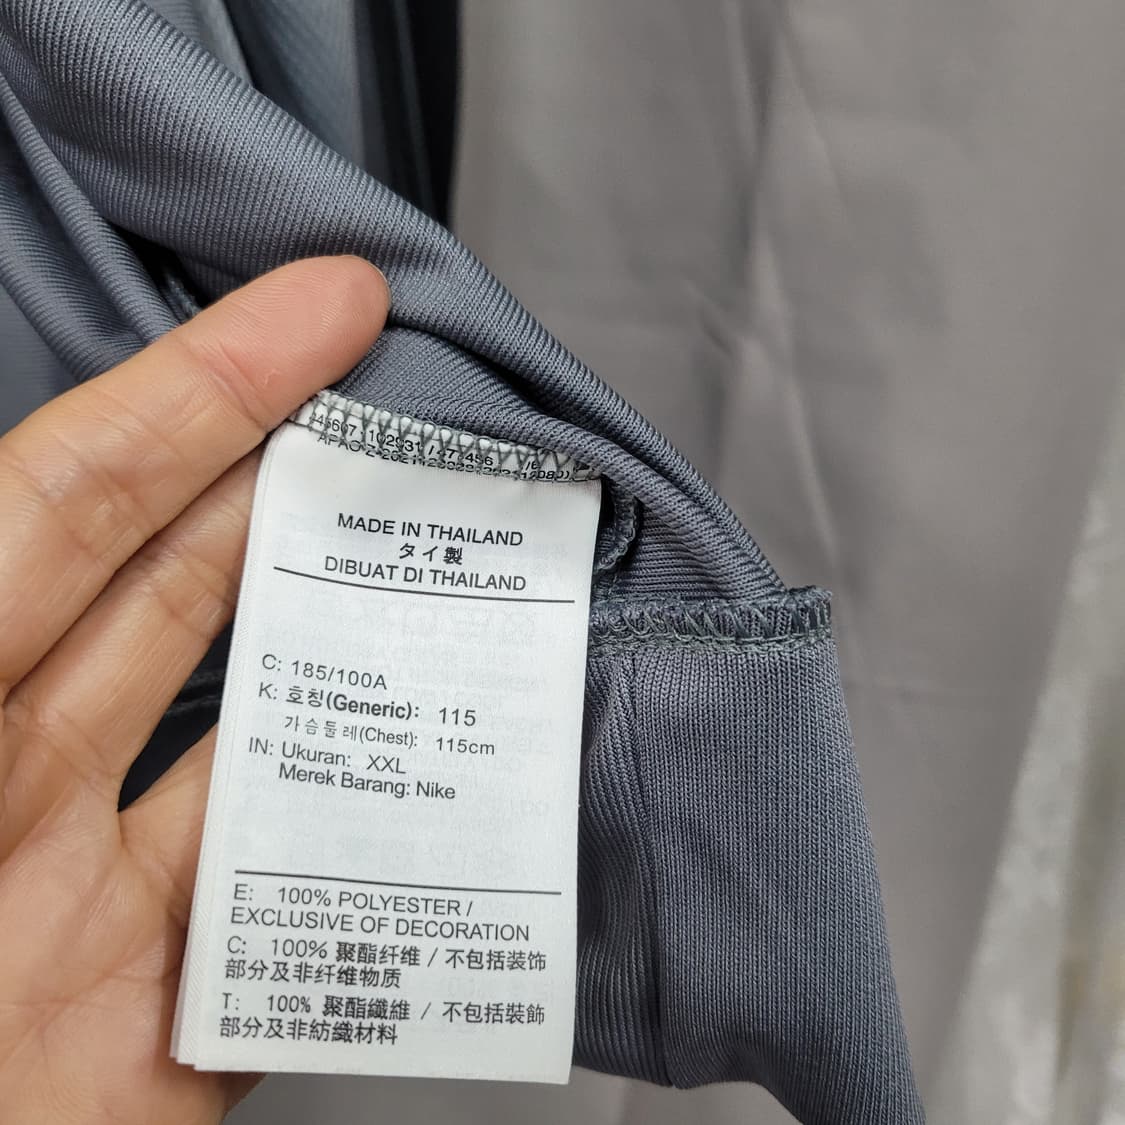 MADE IN THAILAND
タイ製
DIBUAT DI THAILAND
C: 185/100A
K: 호칭(Generic): 115
가슴둘레(Chest): 115cm
IN: Ukuran: XXL
Merek Barang: Nike
E: 100% POLYESTER /
EXCLUSIVE OF DECORATION
C: 100% 聚酯纤维 / 不包括装饰
部分及非纤维物质
T: 100% 聚酯纖維 / 不包括裝飾
部分及非紡織材料